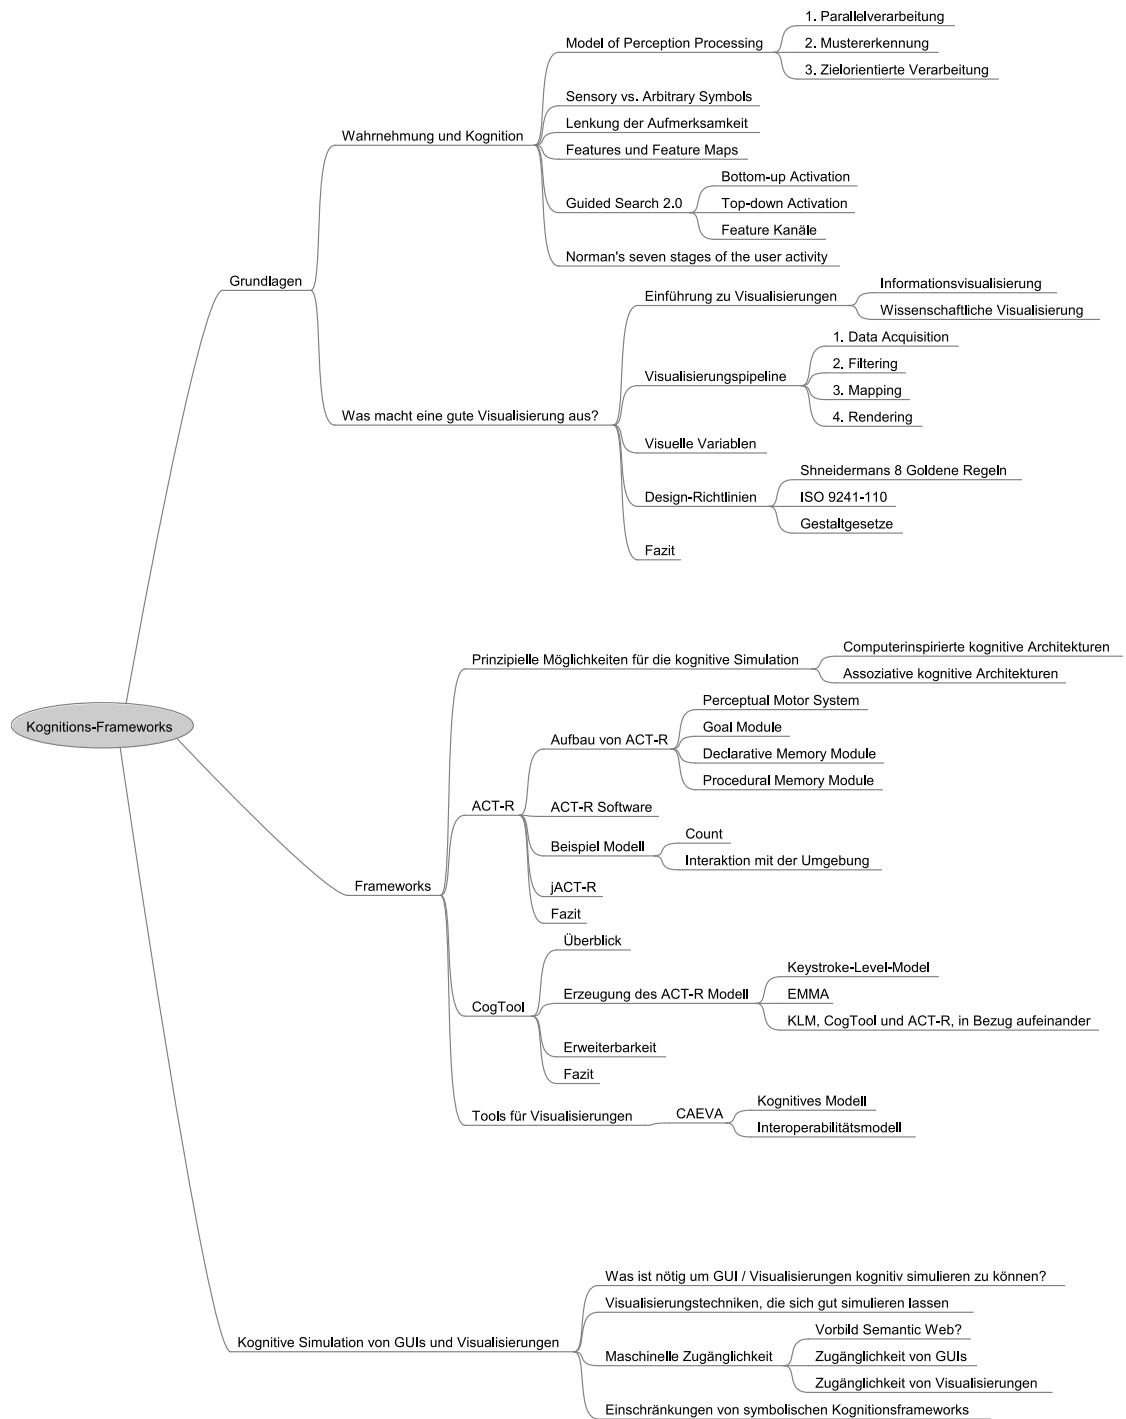 Kognitions-Frameworks
Grundlagen
Wahrnehmung und Kognition
Model of Perception Processing
1. Parallelverarbeitung
2. Mustererkennung
3. Zielorientierte Verarbeitung
Sensory vs. Arbitrary Symbols
Lenkung der Aufmerksamkeit
Features und Feature Maps
Guided Search 2.0
Bottom-up Activation
Top-down Activation
Feature Kanäle
Norman's seven stages of the user activity
Was macht eine gute Visualisierung aus?
Einführung zu Visualisierungen
Informationsvisualisierung
Wissenschaftliche Visualisierung
Visualisierungspipeline
1. Data Acquisition
2. Filtering
3. Mapping
4. Rendering
Visuelle Variablen
Design-Richtlinien
Shneidermans 8 Goldene Regeln
ISO 9241-110
Gestaltgesetze
Fazit
Frameworks
Prinzipielle Möglichkeiten für die kognitive Simulation
Computerinspirierte kognitive Architekturen
Assoziative kognitive Architekturen
ACT-R
Aufbau von ACT-R
Perceptual Motor System
Goal Module
Declarative Memory Module
Procedural Memory Module
ACT-R Software
Beispiel Modell
Count
Interaktion mit der Umgebung
jACT-R
Fazit
CogTool
Überblick
Erzeugung des ACT-R Modell
Keystroke-Level-Model
EMMA
KLM, CogTool und ACT-R, in Bezug aufeinander
Erweiterbarkeit
Fazit
Tools für Visualisierungen
CAEVA
Kognitives Modell
Interoperabilitätsmodell
Kognitive Simulation von GUIs und Visualisierungen
Was ist nötig um GUI / Visualisierungen kognitiv simulieren zu können?
Visualisierungstechniken, die sich gut simulieren lassen
Maschinelle Zugänglichkeit
Vorbild Semantic Web?
Zugänglichkeit von GUIs
Zugänglichkeit von Visualisierungen
Einschränkungen von symbolischen Kognitionsframeworks